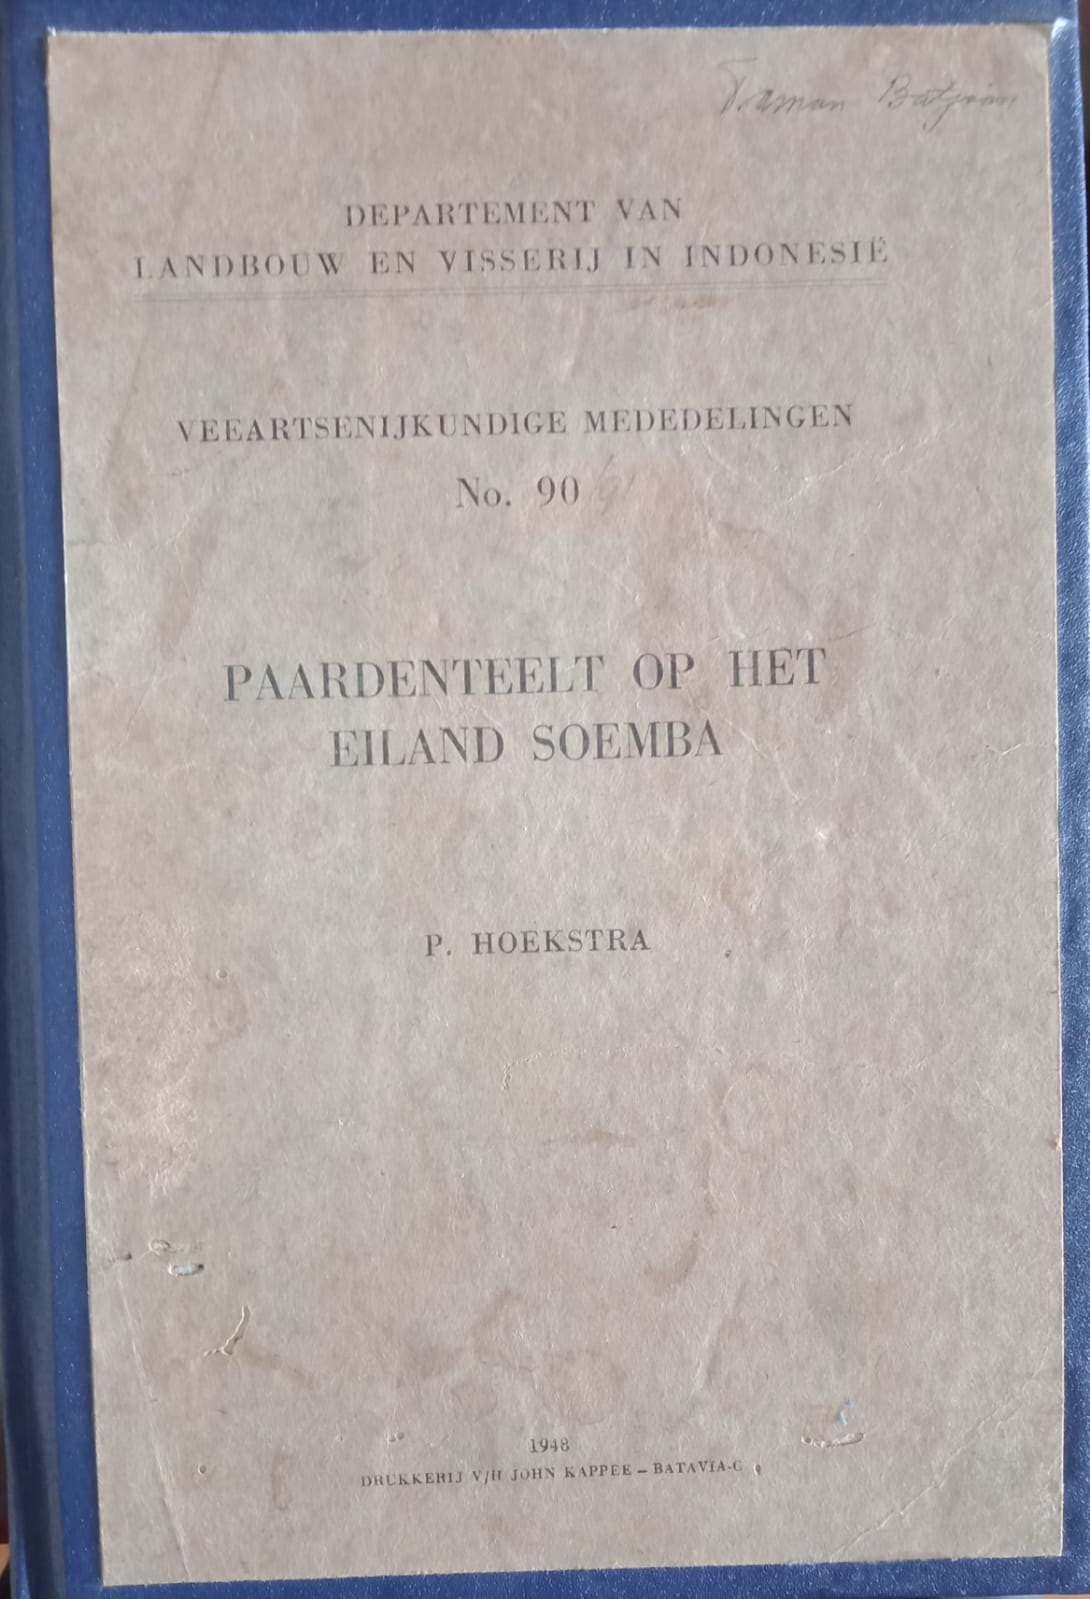 DEPARTEMENT VAN
LANDBOUW EN VISSERIJ IN INDONESIË
VEEARTSENIJKUNDIGE MEDEDELINGEN
No. 90
PAARDENTEELT OP HET
EILAND SOEMBA
P. HOEKSTRA
1948
DRUKKERIJ V/H JOHN KAPPEE – BATAVIA-C